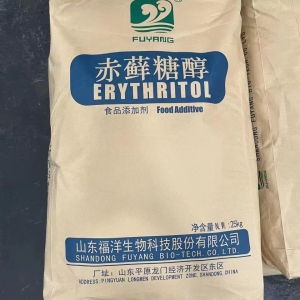 FUYANG
赤藓糖醇
ERYTHRITOL
食品添加剂 Food Additive
净含量 : 25kg
山东福洋生物科技股份有限公司
SHANDONG FUYANG BIO-TECH.CO.LTD
厂址:山东平原龙门经济开发区东区
ADDRESS:PINGYUAN LONGMEN DEVELOPMENT ZONE,SHANDONG,CHINA